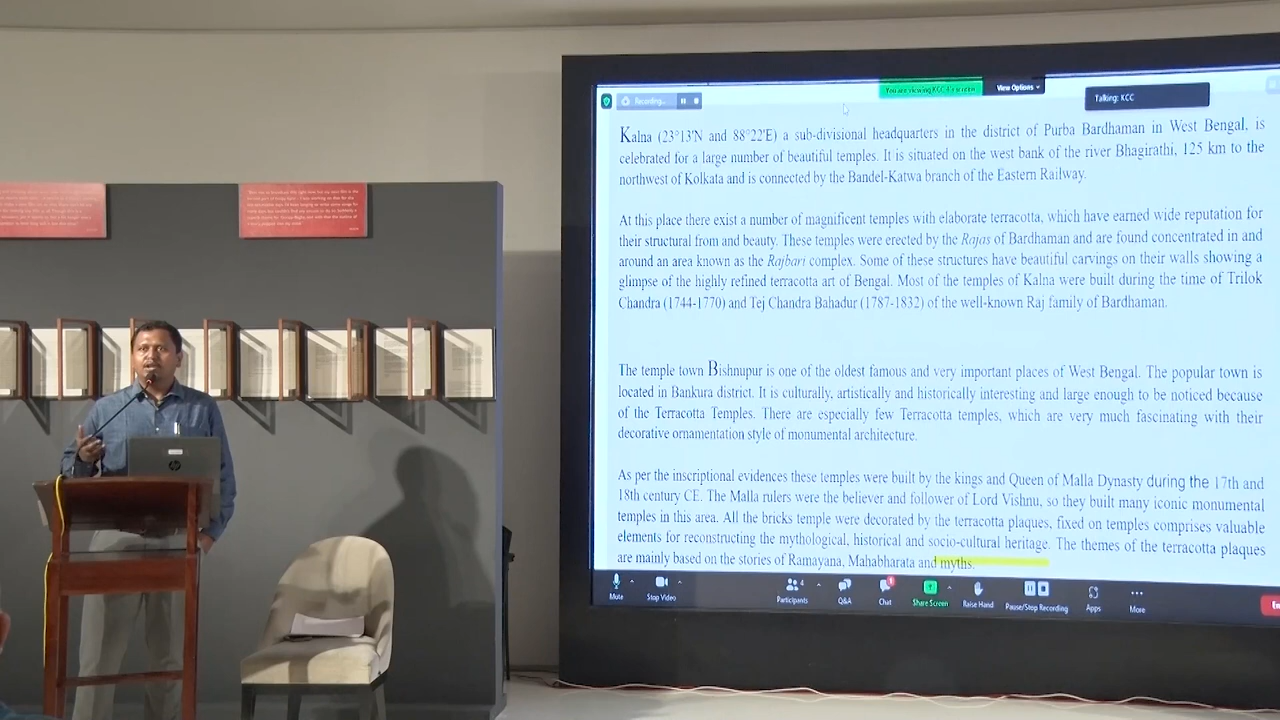 Recording...
You are viewing KCC
View Options
Talking: KCC
Kalna (23°13'N and 88°22'E) a sub-divisional headquarters in the district of Purba Bardhaman in West Bengal, is
celebrated for a large number of beautiful temples. It is situated on the west bank of the river Bhagirathi, 125 km to the
northwest of Kolkata and is connected by the Bandel-Katwa branch of the Eastern Railway.
At this place there exist a number of magnificent temples with elaborate terracotta, which have earned wide reputation for
their structural from and beauty. These temples were erected by the Rajas of Bardhaman and are found concentrated in and
around an area known as the Rajbari complex. Some of these structures have beautiful carvings on their walls showing a
glimpse of the highly refined terracotta art of Bengal. Most of the temples of Kalna were built during the time of Trilok
Chandra (1744-1770) and Tej Chandra Bahadur (1787-1832) of the well-known Raj family of Bardhaman.
The temple town Bishnupur is one of the oldest famous and very important places of West Bengal. The popular town is
located in Bankura district. It is culturally, artistically and historically interesting and large enough to be noticed because
of the Terracotta Temples. There are especially few Terracotta temples, which are very much fascinating with their
decorative ornamentation style of monumental architecture.
As per the inscriptional evidences these temples were built by the kings and Queen of Malla Dynasty during the 17th and
18th century CE. The Malla rulers were the believer and follower of Lord Vishnu, so they built many iconic monumental
temples in this area. All the bricks temple were decorated by the terracotta plaques, fixed on temples comprises valuable
elements for reconstructing the mythological, historical and socio-cultural heritage. The themes of the terracotta plaques
are mainly based on the stories of Ramayana, Mahabharata and myths.
Mute
Stop Video
4
Participants
Q&A
1
Chat
Share Screen
Raise Hand
Pause/Stop Recording
Apps
More
hp